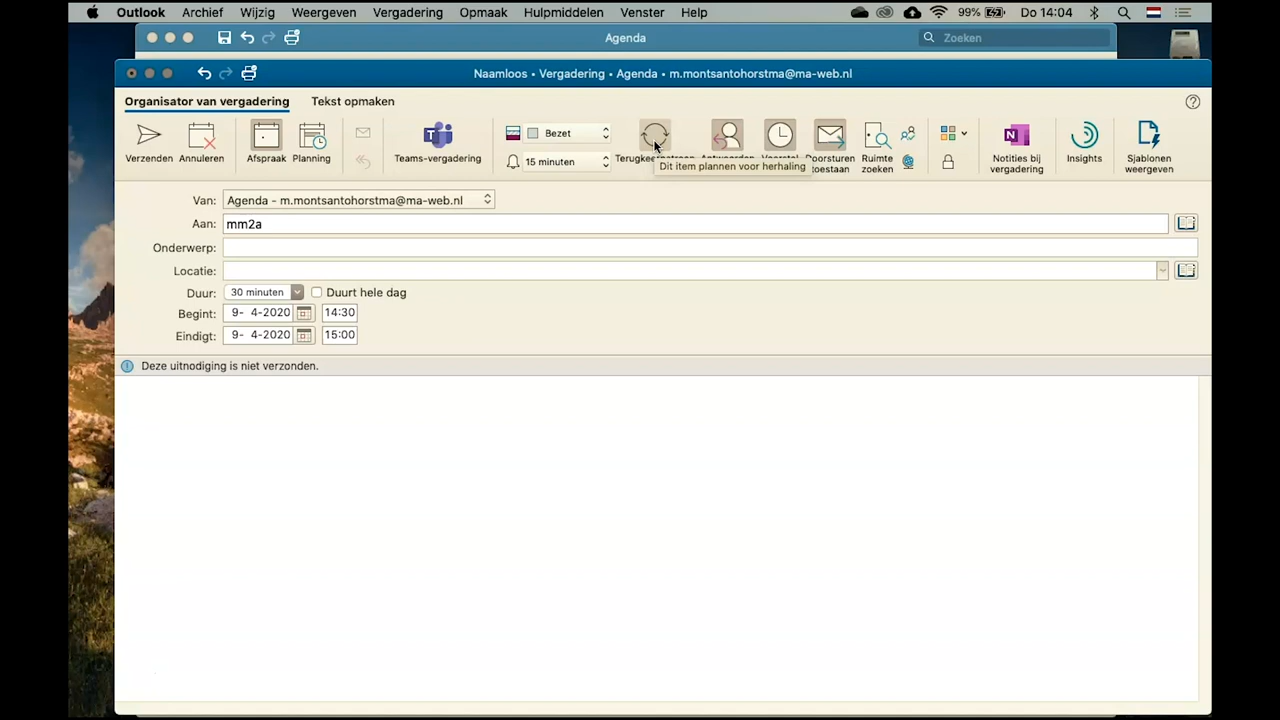 Outlook Archief Wijzig Weergeven Vergadering Opmaak Hulpmiddelen Venster Help 99% Do 14:04
Agenda Zoeken
Naamloos • Vergadering • Agenda • m.montsantohorstma@ma-web.nl
Organisator van vergadering Tekst opmaken
Bezet
15 minuten
Verzenden Annuleren Afspraak Planning Teams-vergadering Doorsturen toestaan Ruimte zoeken Notities bij vergadering Insights Sjablonen weergeven
Dit item plannen voor herhaling
Van: Agenda - m.montsantohorstma@ma-web.nl
Aan: mm2a
Onderwerp:
Locatie:
Duur: 30 minuten Duurt hele dag
Begint: 9- 4-2020 14:30
Eindigt: 9- 4-2020 15:00
Deze uitnodiging is niet verzonden.